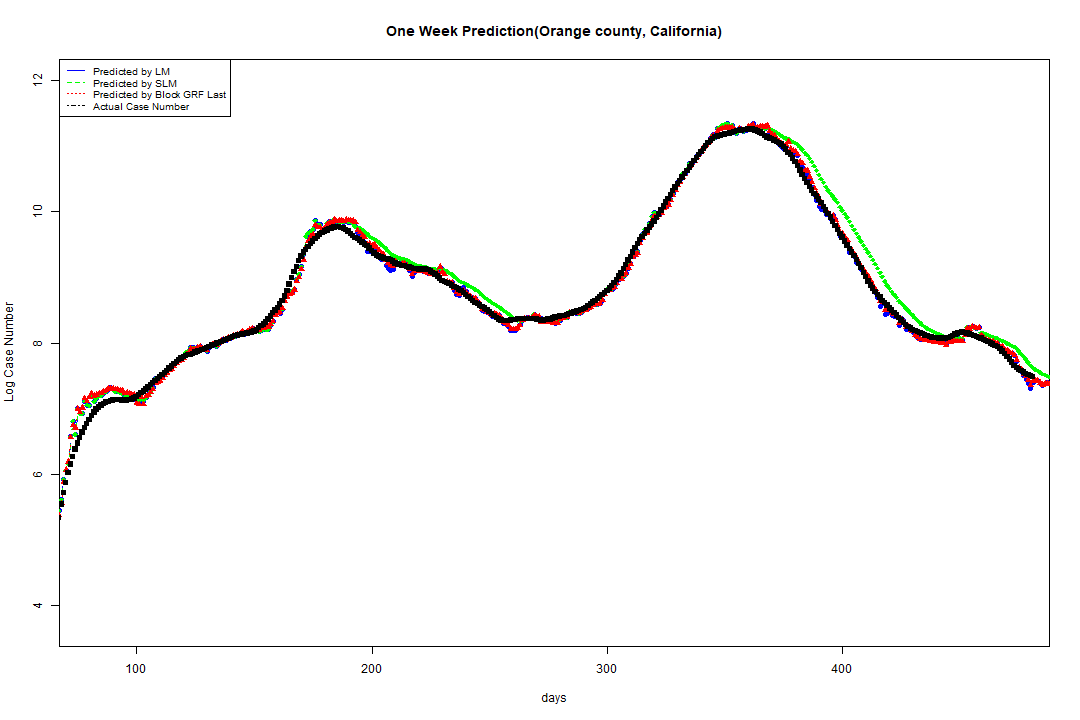 One Week Prediction(Orange county, California)
Predicted by LM
Predicted by SLM
Predicted by Block GRF Last
Actual Case Number
12
10
8
6
4
Log Case Number
100 200 300 400
days